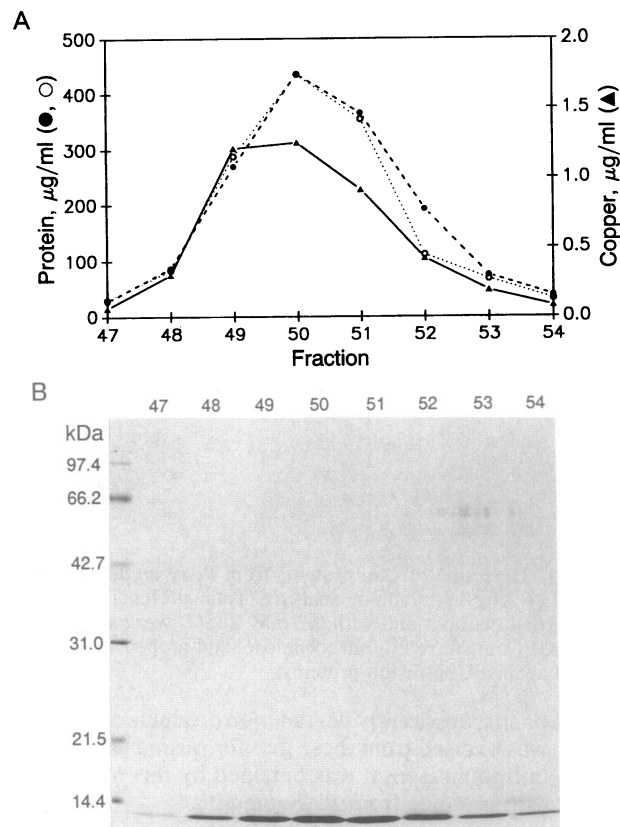 A
500
400
300
200
100
0
Protein, µg/ml (●, ○)
2.0
1.5
1.0
0.5
0.0
Copper, µg/ml (▲)
47 48 49 50 51 52 53 54
Fraction
B
47 48 49 50 51 52 53 54
kDa
97.4
66.2
42.7
31.0
21.5
14.4